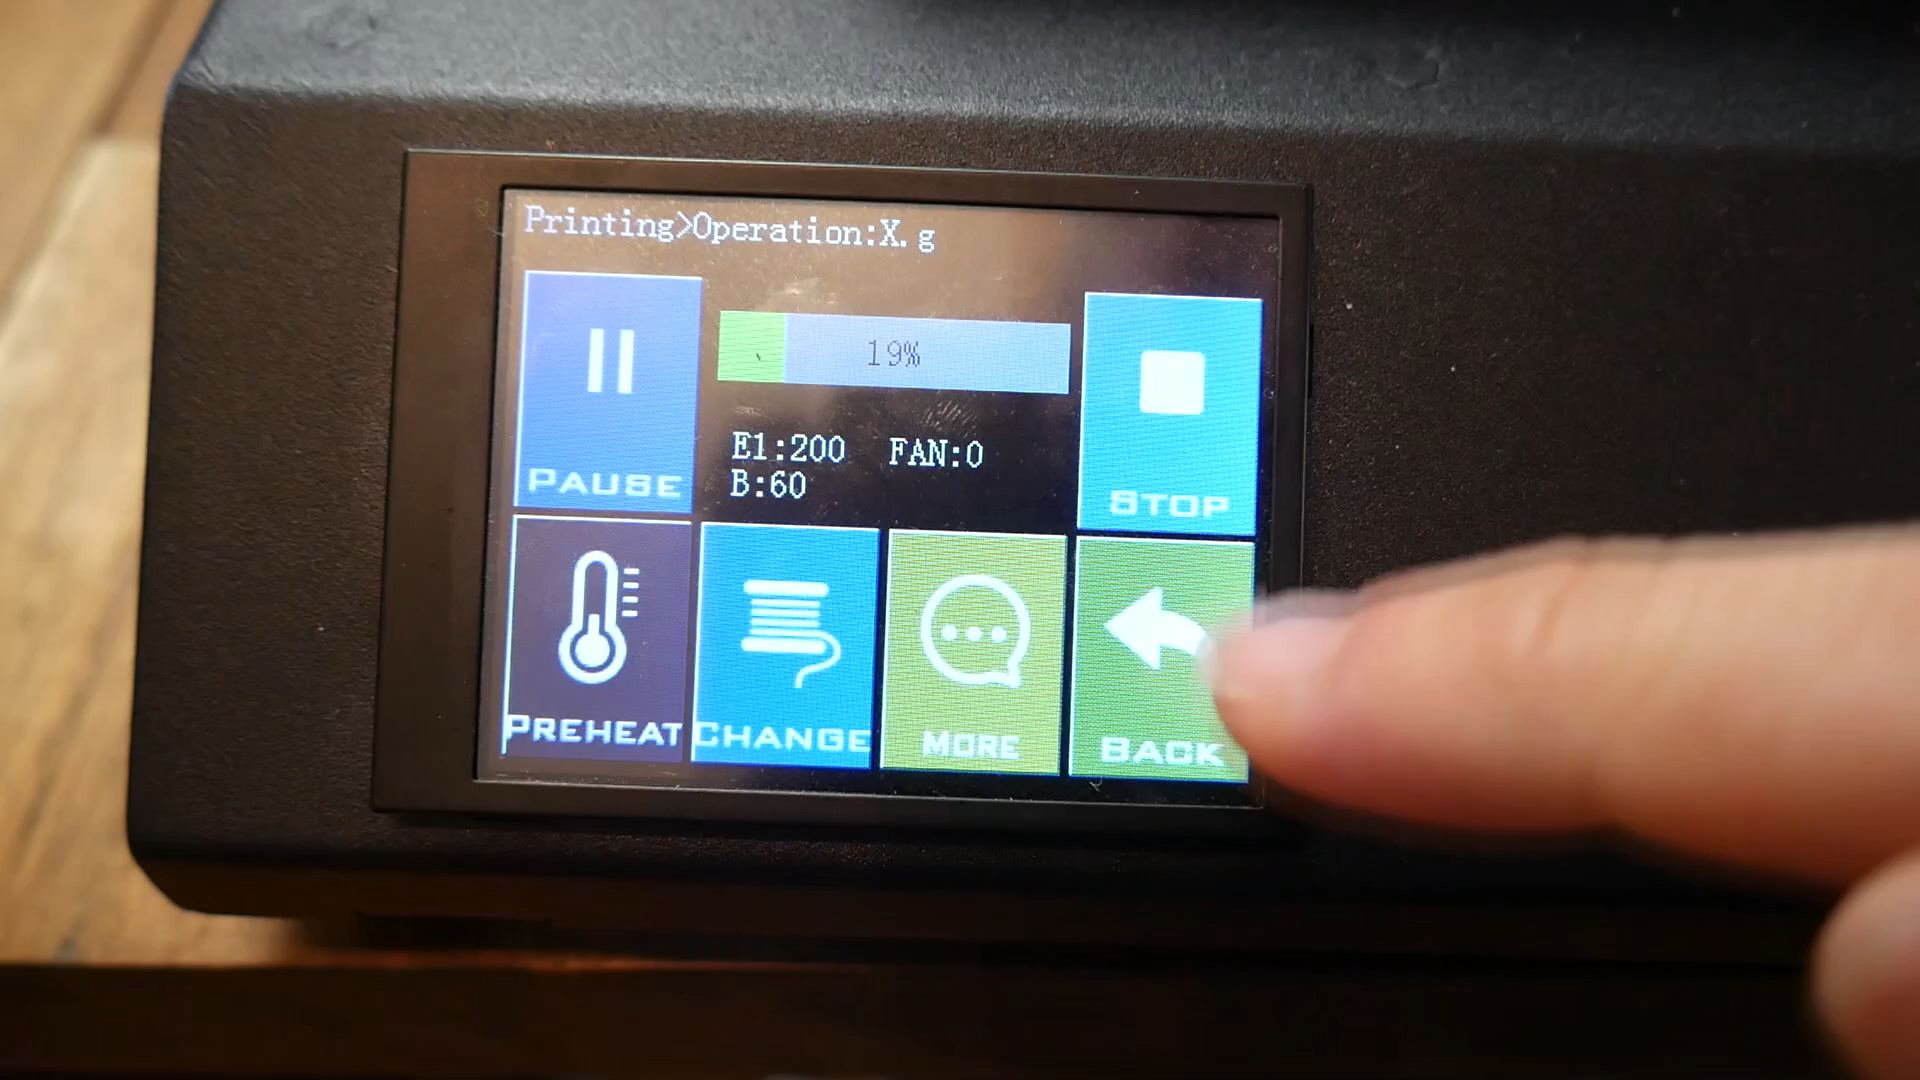 Printing>Operation:X.g
19%
PAUSE
E1:200 FAN:0
B:60
STOP
PREHEAT
CHANGE
MORE
BACK